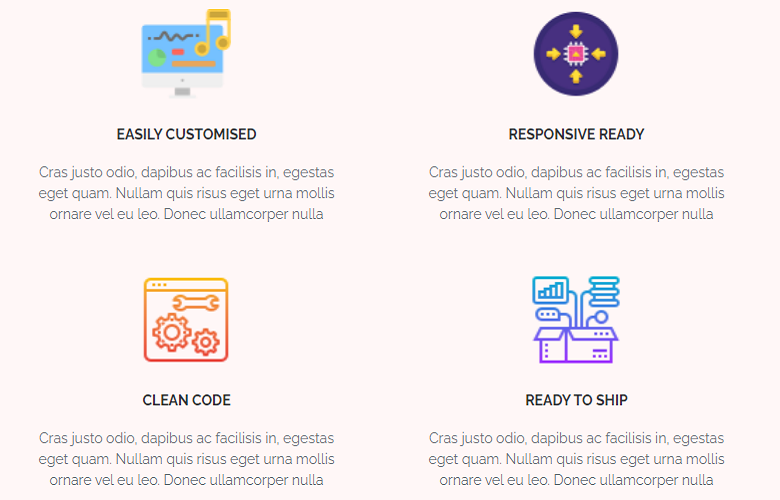 EASILY CUSTOMISED
Cras justo odio, dapibus ac facilisis in, egestas
eget quam. Nullam quis risus eget urna mollis
ornare vel eu leo. Donec ullamcorper nulla
RESPONSIVE READY
Cras justo odio, dapibus ac facilisis in, egestas
eget quam. Nullam quis risus eget urna mollis
ornare vel eu leo. Donec ullamcorper nulla
CLEAN CODE
Cras justo odio, dapibus ac facilisis in, egestas
eget quam. Nullam quis risus eget urna mollis
ornare vel eu leo. Donec ullamcorper nulla
READY TO SHIP
Cras justo odio, dapibus ac facilisis in, egestas
eget quam. Nullam quis risus eget urna mollis
ornare vel eu leo. Donec ullamcorper nulla